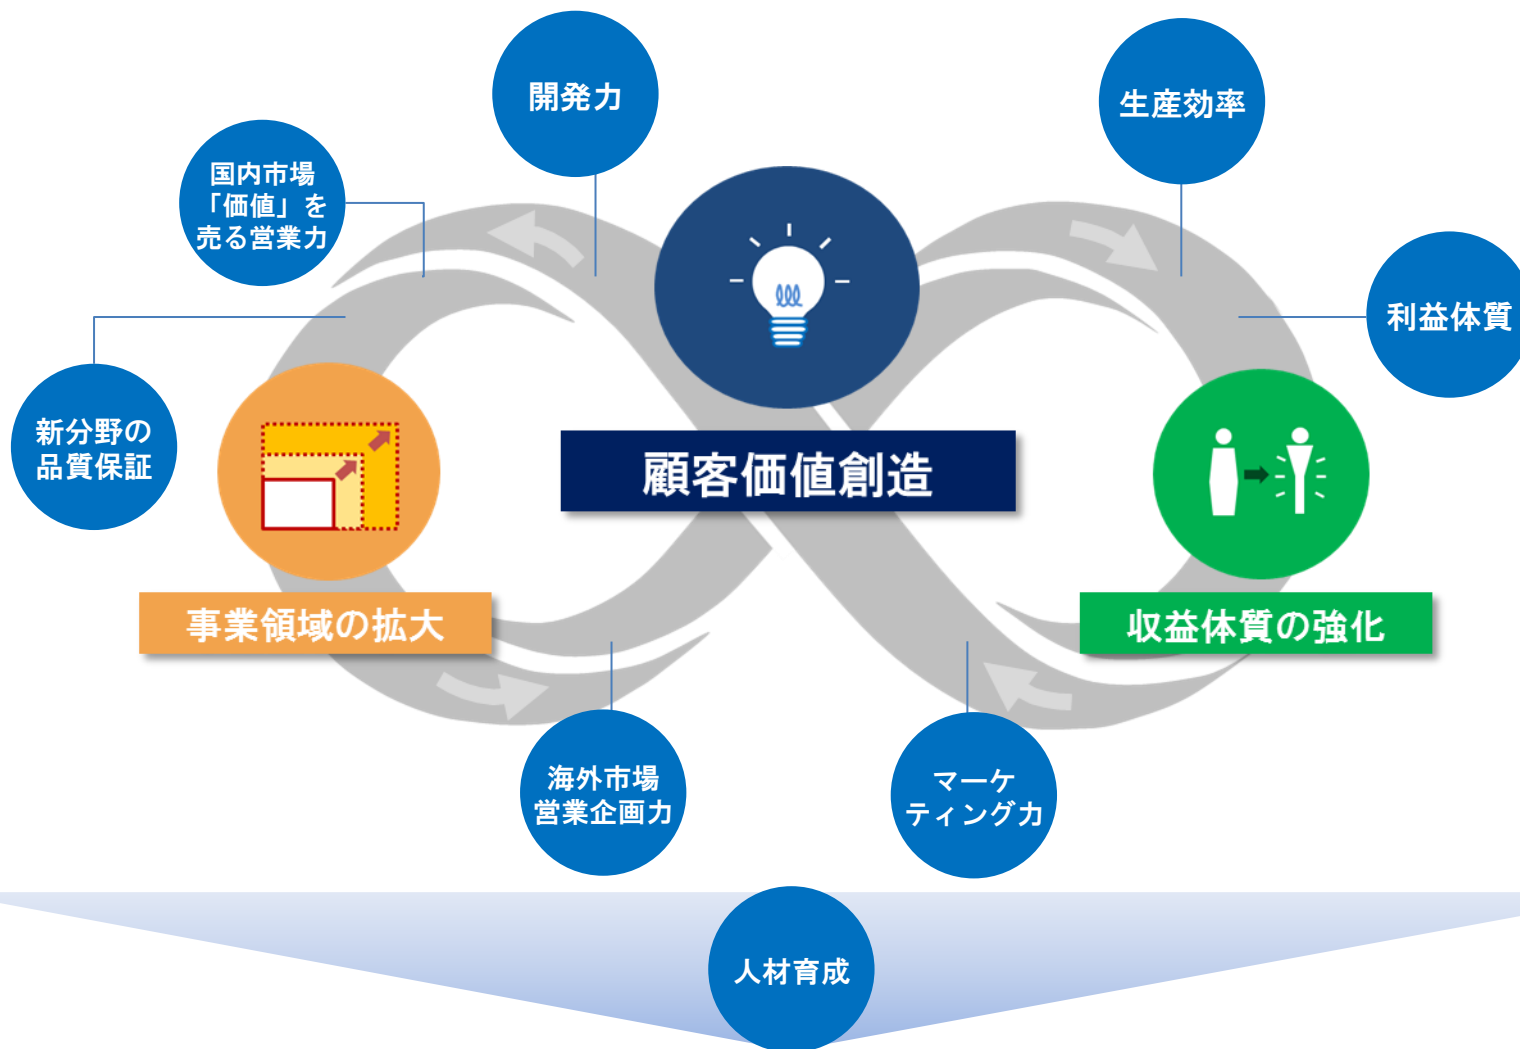 開発力
生産効率
国内市場
「価値」を
売る営業力
利益体質
新分野の
品質保証
顧客価値創造
事業領域の拡大
収益体質の強化
海外市場
営業企画力
マーケ
ティング力
人材育成